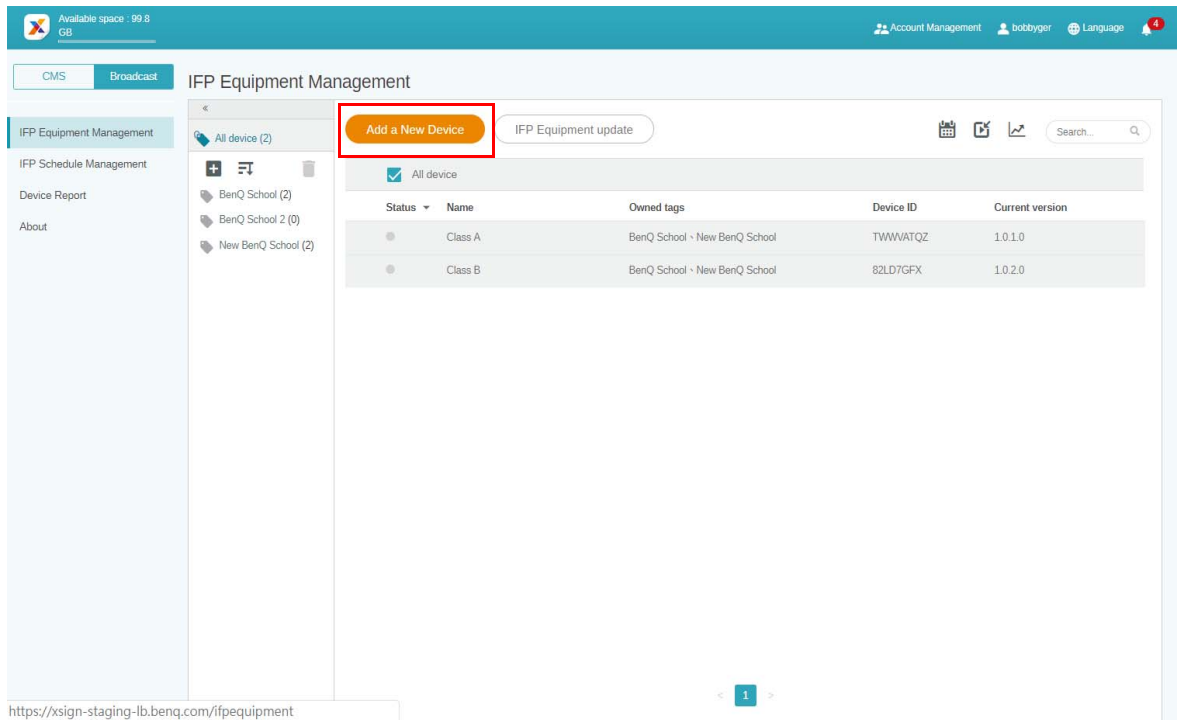 Available space : 99.8
GB
Account Management
bobbyger
Language
4
CMS
Broadcast
IFP Equipment Management
IFP Equipment Management
IFP Schedule Management
Device Report
About
«
All device (2)
BenQ School (2)
BenQ School 2 (0)
New BenQ School (2)
Add a New Device
IFP Equipment update
Search...
All device
Status Name Owned tags Device ID Current version
Class A BenQ School、New BenQ School TWWVATQZ 1.0.1.0
Class B BenQ School、New BenQ School 82LD7GFX 1.0.2.0
< 1 >
https://xsign-staging-lb.benq.com/ifpequipment